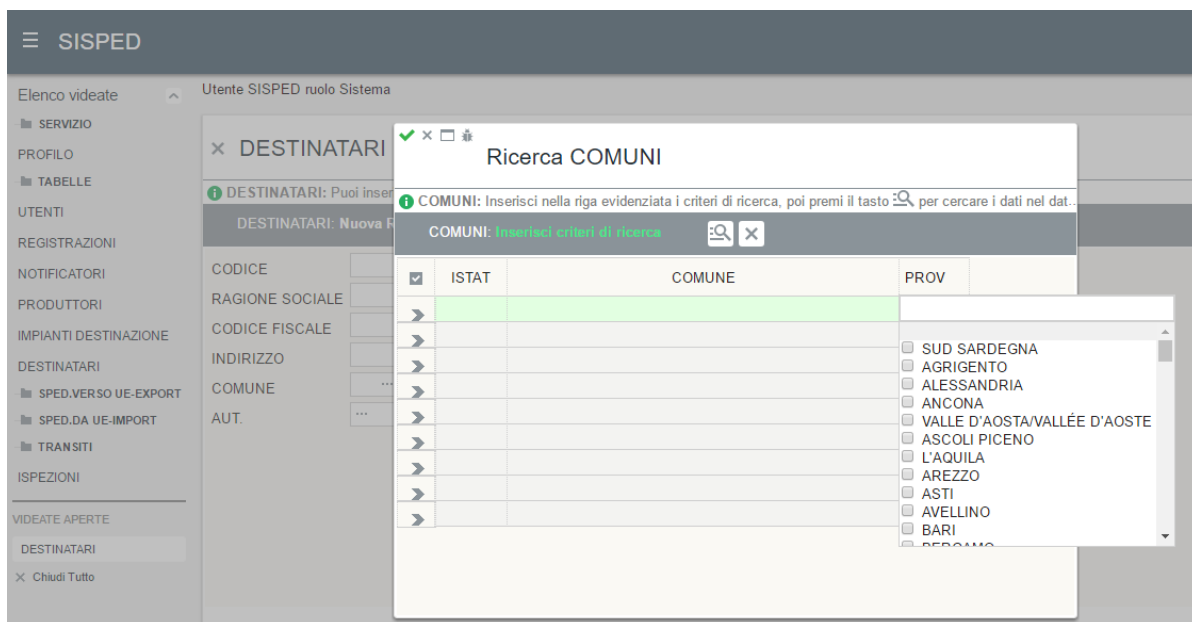 SISPED
Elenco videate
SERVIZIO
PROFILO
TABELLE
UTENTI
REGISTRAZIONI
NOTIFICATORI
PRODUTTORI
IMPIANTI DESTINAZIONE
DESTINATARI
SPED.VERSO UE-EXPORT
SPED.DA UE-IMPORT
TRANSITI
ISPEZIONI
VIDEATE APERTE
DESTINATARI
Chiudi Tutto
Utente SISPED ruolo Sistema
DESTINATARI
DESTINATARI: Puoi inser
DESTINATARI: Nuova R
CODICE
RAGIONE SOCIALE
CODICE FISCALE
INDIRIZZO
COMUNE ...
AUT. ...
Ricerca COMUNI
COMUNI: Inserisci nella riga evidenziata i criteri di ricerca, poi premi il tasto per cercare i dati nel dat...
COMUNI: Inserisci criteri di ricerca
ISTAT COMUNE PROV
SUD SARDEGNA
AGRIGENTO
ALESSANDRIA
ANCONA
VALLE D'AOSTA/VALLÉE D'AOSTE
ASCOLI PICENO
L'AQUILA
AREZZO
ASTI
AVELLINO
BARI
BERGAMO